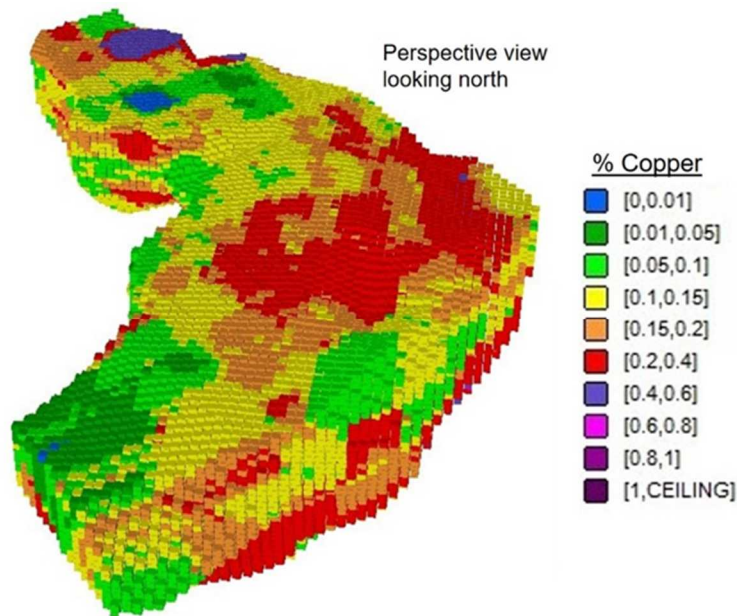 Perspective view
looking north
% Copper
[0,0.01]
[0.01,0.05]
[0.05,0.1]
[0.1,0.15]
[0.15,0.2]
[0.2,0.4]
[0.4,0.6]
[0.6,0.8]
[0.8,1]
[1,CEILING]